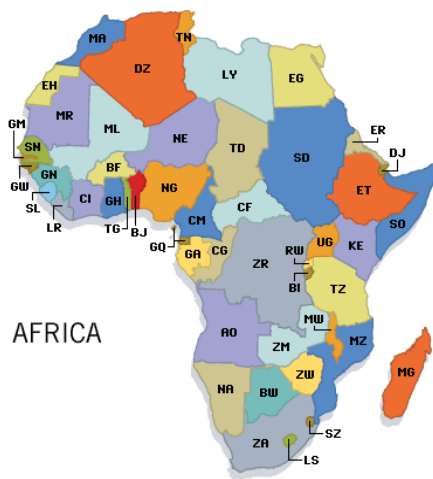 MA
TN
DZ
LY
EG
EH
MR
ML
NE
TD
SD
ER
DJ
GM
SN
GW
GN
BF
SL
LR
CI
GH
TG
BJ
NG
CM
CF
ET
SO
GQ
GA
CG
ZR
UG
KE
RW
BI
TZ
AO
ZM
MW
MZ
AFRICA
NA
BW
ZW
MG
ZA
SZ
LS